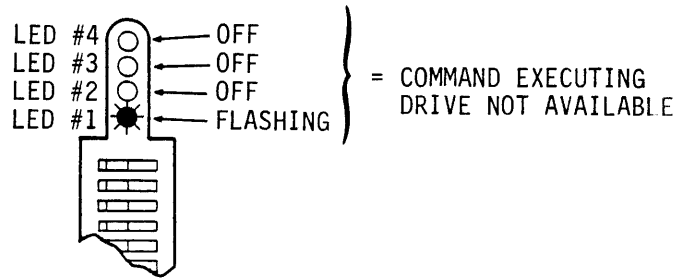 LED #4 OFF
LED #3 OFF
LED #2 OFF
LED #1 FLASHING
= COMMAND EXECUTING
DRIVE NOT AVAILABLE